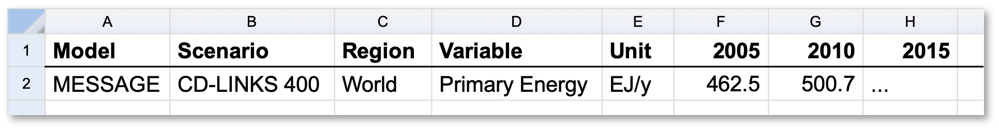 A B C D E F G H
1 Model Scenario Region Variable Unit 2005 2010 2015
2 MESSAGE CD-LINKS 400 World Primary Energy EJ/y 462.5 500.7 ...